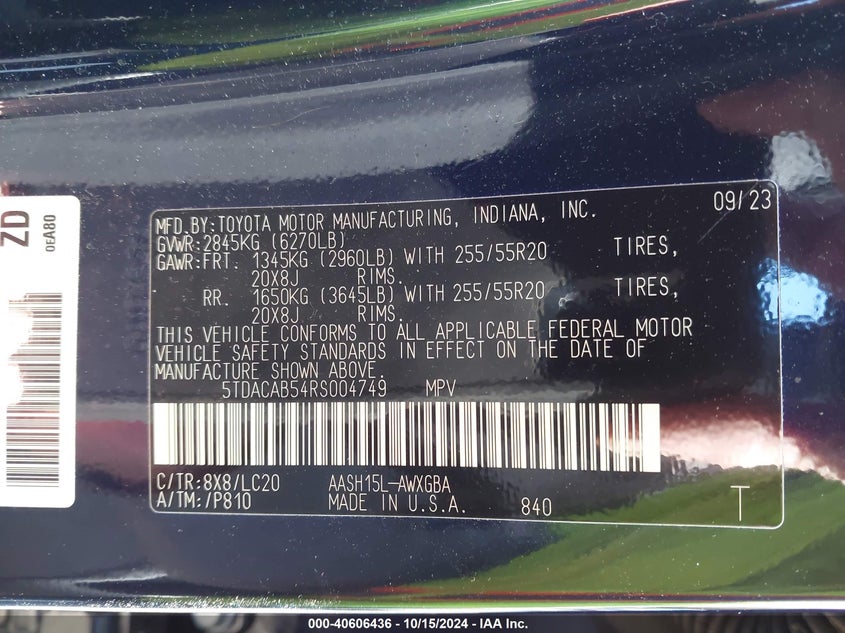 ZD
0EA80
09/23
MFD.BY:TOYOTA MOTOR MANUFACTURING, INDIANA, INC.
GVWR:2845KG (6270LB)
GAWR:FRT. 1345KG (2960LB) WITH 255/55R20 TIRES,
20X8J RIMS.
RR. 1650KG (3645LB) WITH 255/55R20 TIRES,
20X8J RIMS.
THIS VEHICLE CONFORMS TO ALL APPLICABLE FEDERAL MOTOR
VEHICLE SAFETY STANDARDS IN EFFECT ON THE DATE OF
MANUFACTURE SHOWN ABOVE.
5TDACAB54RS004749 MPV
C/TR:8X8/LC20 AASH15L-AWXGBA
A/TM:/P810 MADE IN U.S.A. 840
T
000-40606436 - 10/15/2024 - IAA Inc.